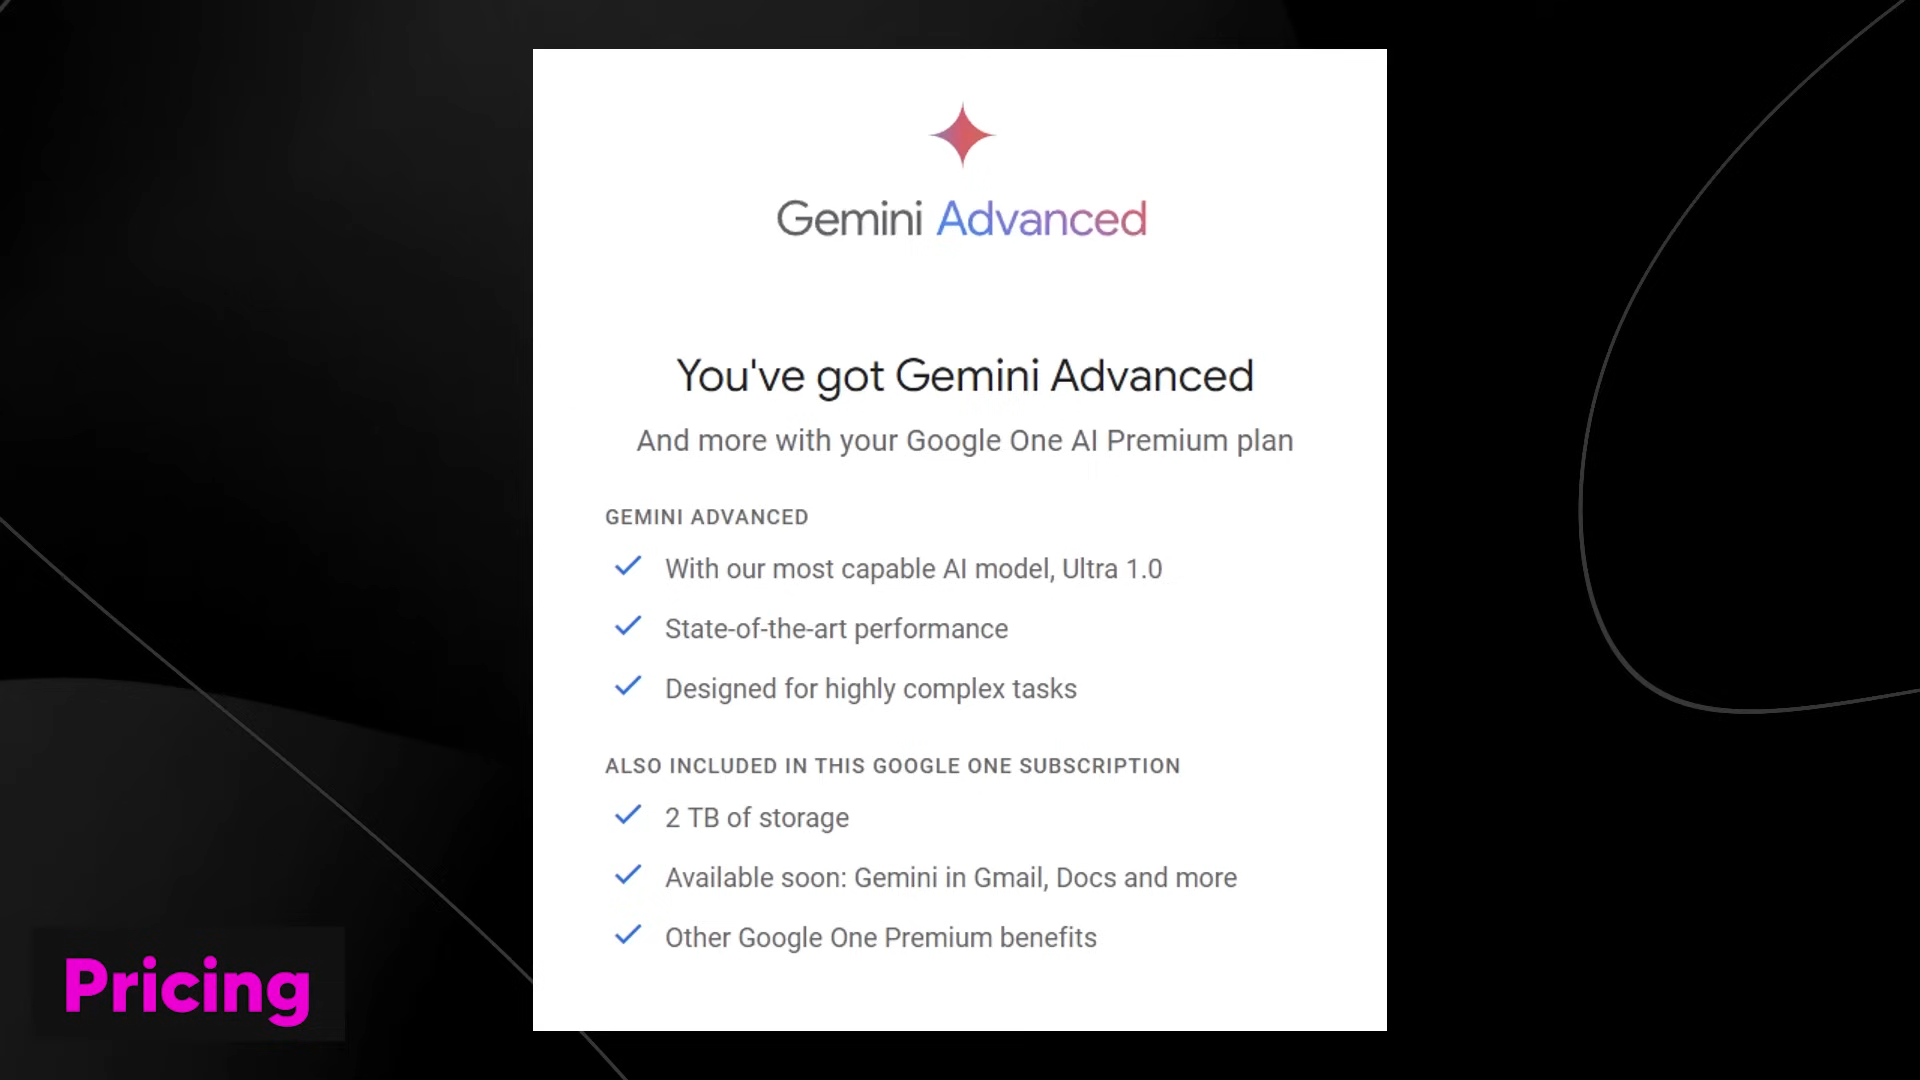 Gemini Advanced
You've got Gemini Advanced
And more with your Google One AI Premium plan
GEMINI ADVANCED
With our most capable AI model, Ultra 1.0
State-of-the-art performance
Designed for highly complex tasks
ALSO INCLUDED IN THIS GOOGLE ONE SUBSCRIPTION
2 TB of storage
Available soon: Gemini in Gmail, Docs and more
Other Google One Premium benefits
Pricing